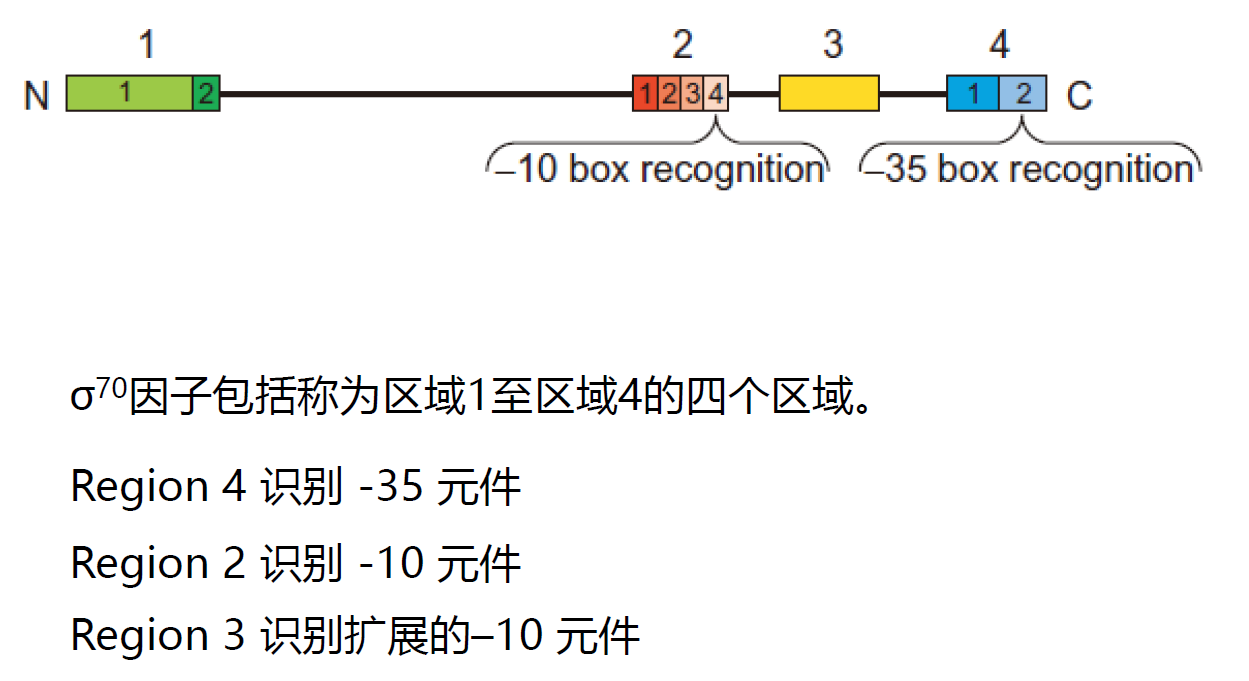 1 2 3 4
N 1 2 1 2 3 4 1 2 C
–10 box recognition –35 box recognition
σ⁷⁰因子包括称为区域1至区域4的四个区域。
Region 4 识别 -35 元件
Region 2 识别 -10 元件
Region 3 识别扩展的–10 元件